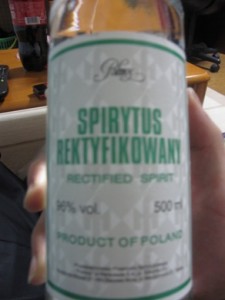 SPIRYTUS
REKTYFIKOWANY
RECTIFIED SPIRIT
96% vol. 500 ml
PRODUCT OF POLAND